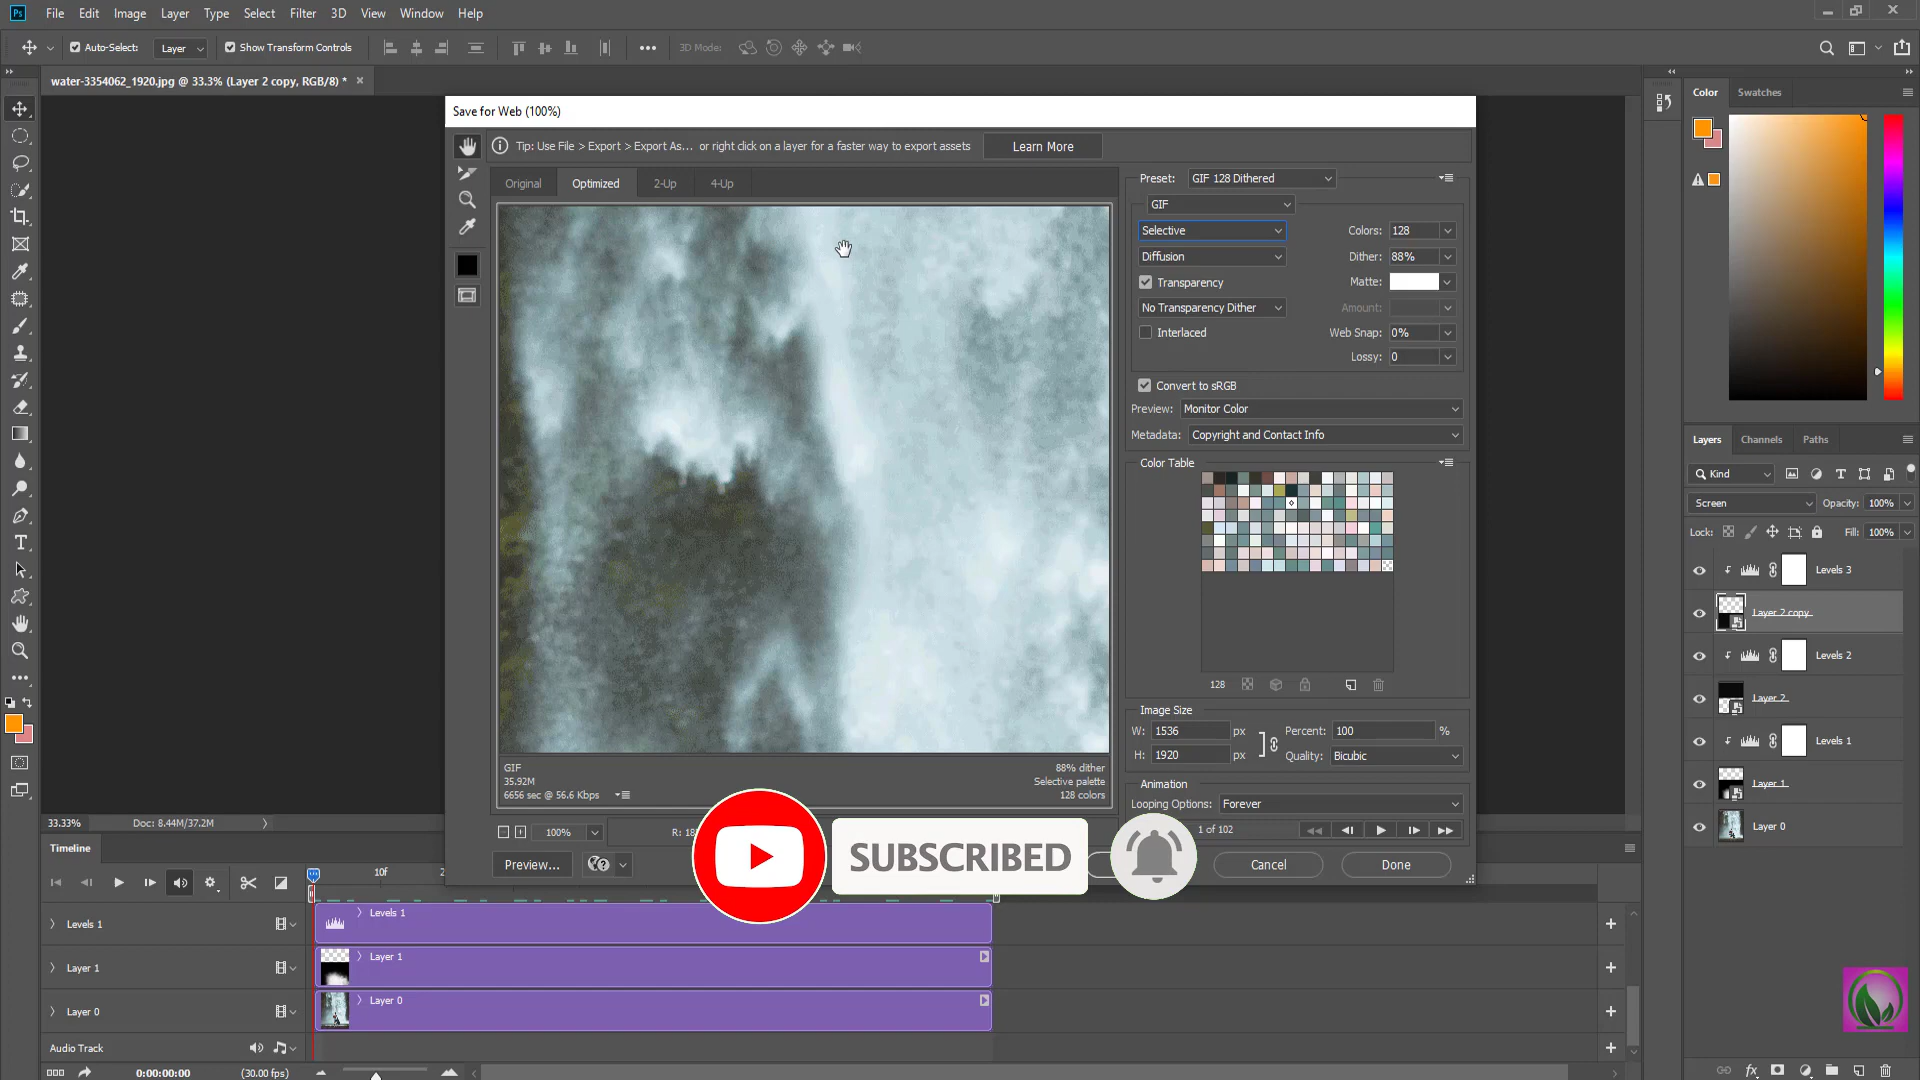 Ps File Edit Image Layer Type Select Filter 3D View Window Help
Auto-Select: Layer Show Transform Controls 3D Mode:
water-3354062_1920.jpg @ 33.3% (Layer 2 copy, RGB/8) *
Save for Web (100%)
Tip: Use File > Export > Export As... or right click on a layer for a faster way to export assets Learn More
Original Optimized 2-Up 4-Up
Preset: GIF 128 Dithered
GIF
Selective Colors: 128
Diffusion Dither: 88%
Transparency Matte:
No Transparency Dither Amount:
Interlaced Web Snap: 0%
Lossy: 0
Convert to sRGB
Preview: Monitor Color
Metadata: Copyright and Contact Info
Color Table
128
Image Size
W: 1536 px Percent: 100 %
H: 1920 px Quality: Bicubic
Animation
Looping Options: Forever
1 of 102
GIF 88% dither
35.92M Selective palette
6656 sec @ 56.6 Kbps 128 colors
100%
Preview... Cancel Done
SUBSCRIBED
Color Swatches
Layers Channels Paths
Kind
Screen Opacity: 100%
Lock: Fill: 100%
Levels 3
Layer 2 copy
Levels 2
Layer 2
Levels 1
Layer 1
Layer 0
33.33% Doc: 8.44M/37.2M
Timeline
10f
Levels 1 Levels 1
Layer 1 Layer 1
Layer 0 Layer 0
Audio Track
0:00:00:00 (30.00 fps)